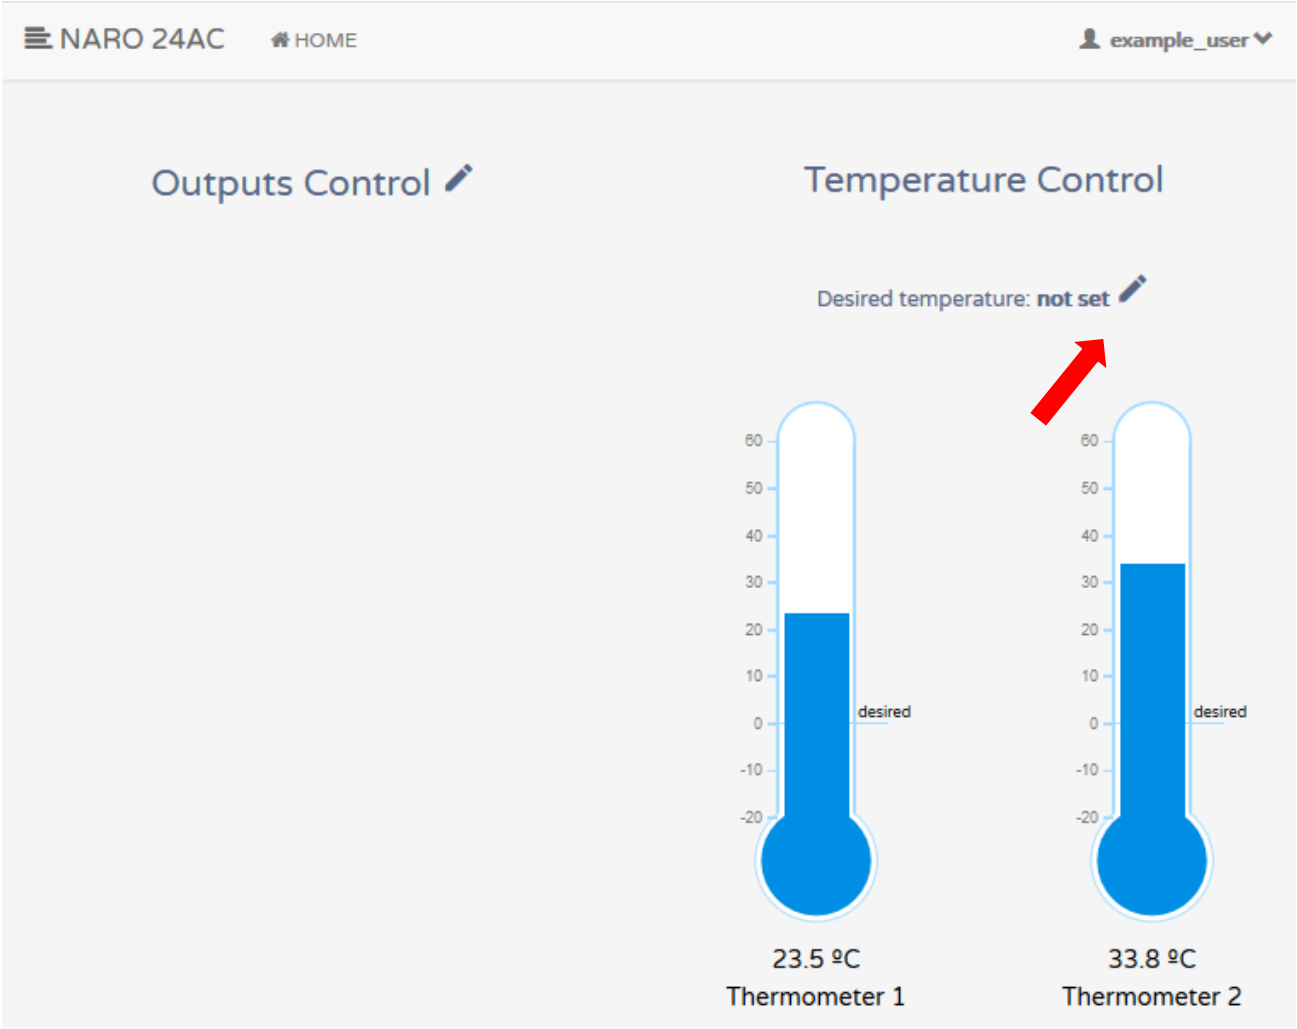 NARO 24AC HOME example_user
Outputs Control
Temperature Control
Desired temperature: not set
60
50
40
30
20
10
0
-10
-20
desired
23.5 ºC
Thermometer 1
60
50
40
30
20
10
0
-10
-20
desired
33.8 ºC
Thermometer 2